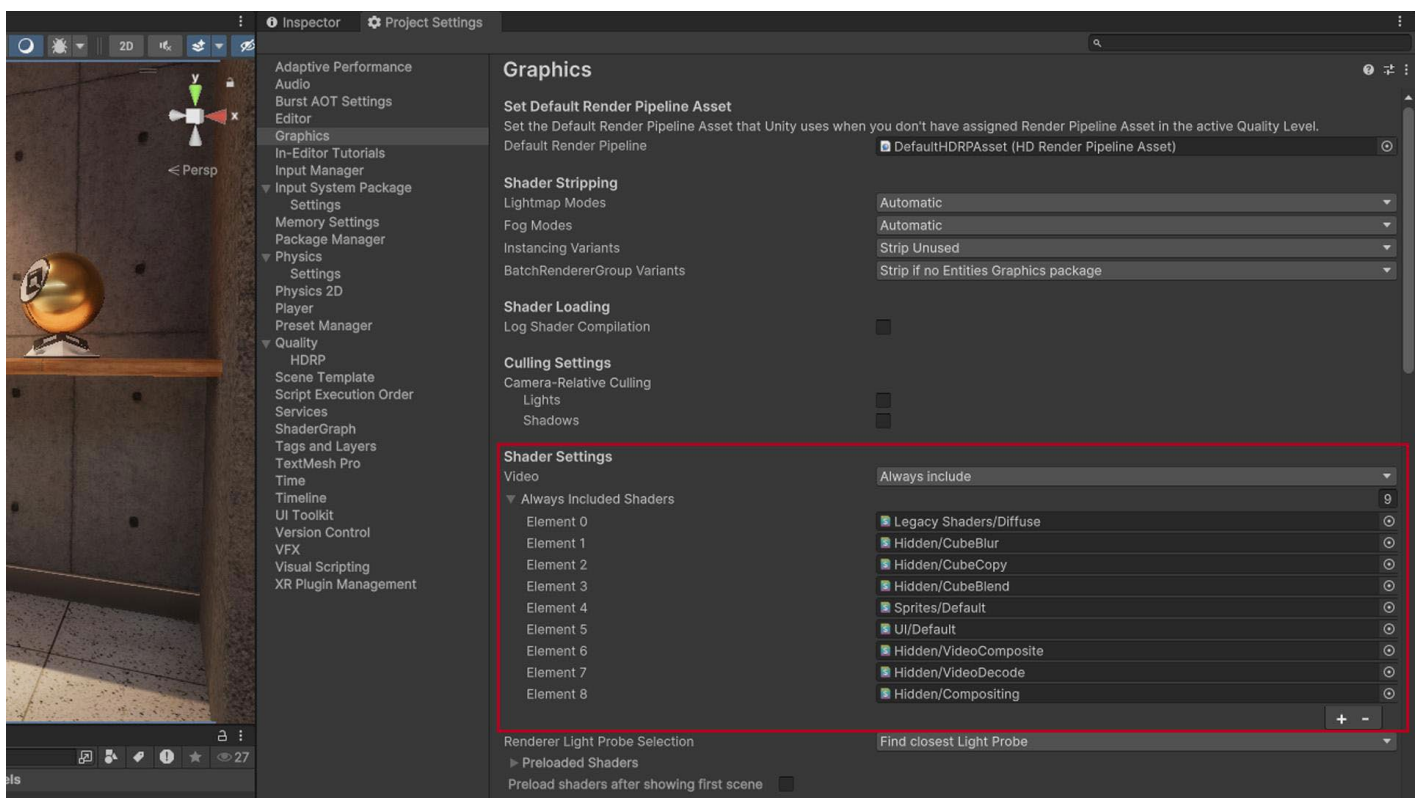 Inspector
Project Settings
2D
y
x
Persp
Adaptive Performance
Audio
Burst AOT Settings
Editor
Graphics
In-Editor Tutorials
Input Manager
Input System Package
Settings
Memory Settings
Package Manager
Physics
Settings
Physics 2D
Player
Preset Manager
Quality
HDRP
Scene Template
Script Execution Order
Services
ShaderGraph
Tags and Layers
TextMesh Pro
Time
Timeline
UI Toolkit
Version Control
VFX
Visual Scripting
XR Plugin Management
27
els
Graphics
Set Default Render Pipeline Asset
Set the Default Render Pipeline Asset that Unity uses when you don't have assigned Render Pipeline Asset in the active Quality Level.
Default Render Pipeline DefaultHDRPAsset (HD Render Pipeline Asset)
Shader Stripping
Lightmap Modes Automatic
Fog Modes Automatic
Instancing Variants Strip Unused
BatchRendererGroup Variants Strip if no Entities Graphics package
Shader Loading
Log Shader Compilation
Culling Settings
Camera-Relative Culling
Lights
Shadows
Shader Settings
Video Always include
Always Included Shaders 9
Element 0 Legacy Shaders/Diffuse
Element 1 Hidden/CubeBlur
Element 2 Hidden/CubeCopy
Element 3 Hidden/CubeBlend
Element 4 Sprites/Default
Element 5 UI/Default
Element 6 Hidden/VideoComposite
Element 7 Hidden/VideoDecode
Element 8 Hidden/Compositing
+ -
Renderer Light Probe Selection Find closest Light Probe
Preloaded Shaders
Preload shaders after showing first scene